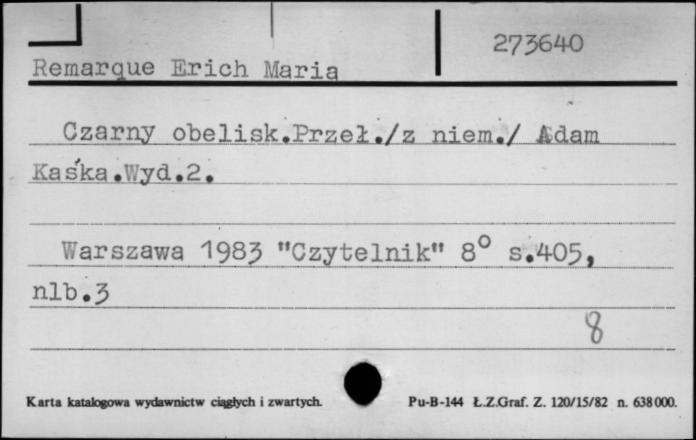 273640
Remarque Erich Maria
Czarny obelisk.Przeł./z niem./ Adam
Kaśka.Wyd.2.
Warszawa 1983 "Czytelnik" 8° s.405,
nlb.3
8
Karta katalogowa wydawnictw ciągłych i zwartych. Pu-B-144 Ł.Z.Graf. Z. 120/15/82 n. 638000.